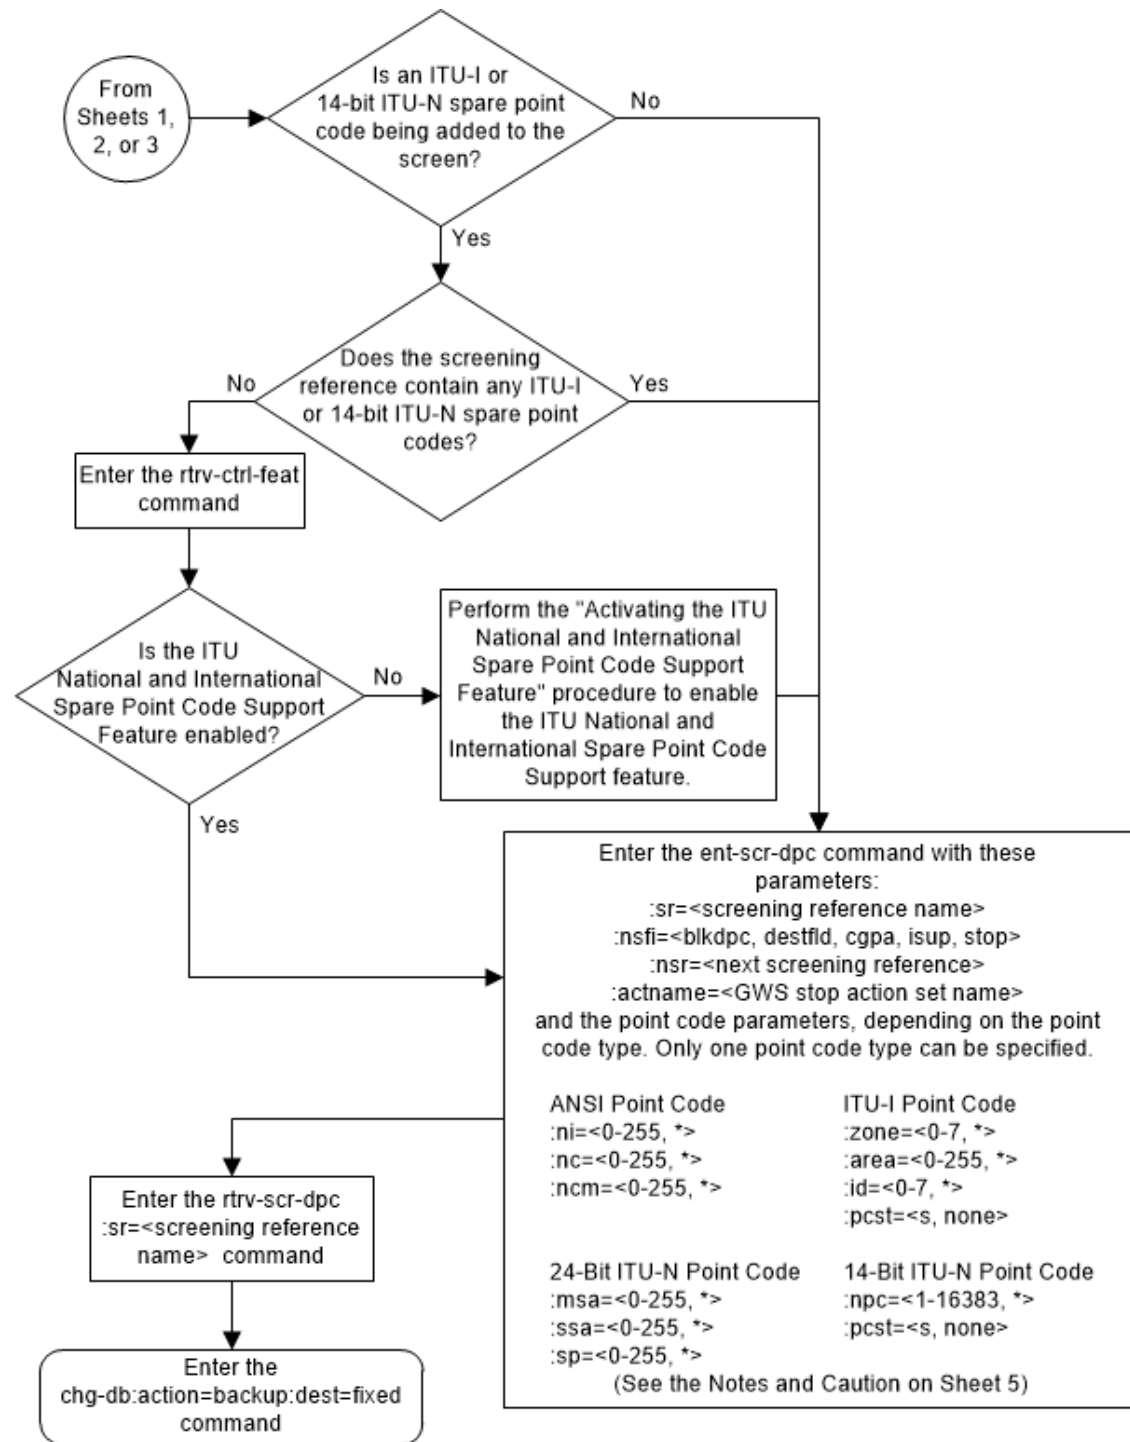 From
Sheets 1,
2, or 3
Is an ITU-I or
14-bit ITU-N spare point
code being added to the
screen?
No
Yes
Does the screening
reference contain any ITU-I
or 14-bit ITU-N spare point
codes?
No
Yes
Enter the rtrv-ctrl-feat
command
Is the ITU
National and International
Spare Point Code Support
Feature enabled?
No
Yes
Perform the "Activating the ITU
National and International
Spare Point Code Support
Feature" procedure to enable
the ITU National and
International Spare Point Code
Support feature.
Enter the ent-scr-dpc command with these
parameters:
:sr=<screening reference name>
:nsfi=<blkdpc, destfld, cgpa, isup, stop>
:nsr=<next screening reference>
:actname=<GWS stop action set name>
and the point code parameters, depending on the point
code type. Only one point code type can be specified.
ANSI Point Code
:ni=<0-255, *>
:nc=<0-255, *>
:ncm=<0-255, *>
ITU-I Point Code
:zone=<0-7, *>
:area=<0-255, *>
:id=<0-7, *>
:pcst=<s, none>
24-Bit ITU-N Point Code
:msa=<0-255, *>
:ssa=<0-255, *>
:sp=<0-255, *>
14-Bit ITU-N Point Code
:npc=<1-16383, *>
:pcst=<s, none>
(See the Notes and Caution on Sheet 5)
Enter the rtrv-scr-dpc
:sr=<screening reference
name> command
Enter the
chg-db:action=backup:dest=fixed
command